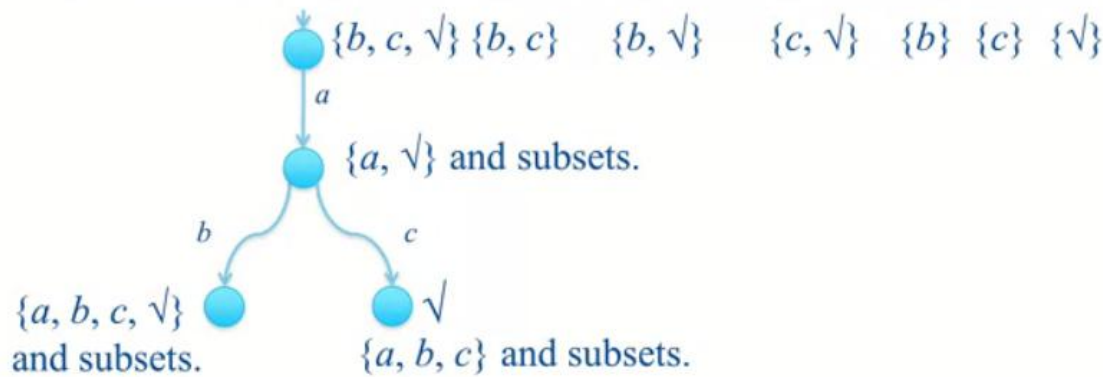 {b, c, √} {b, c} {b, √} {c, √} {b} {c} {√}
a
{a, √} and subsets.
b c
{a, b, c, √} √
and subsets. {a, b, c} and subsets.